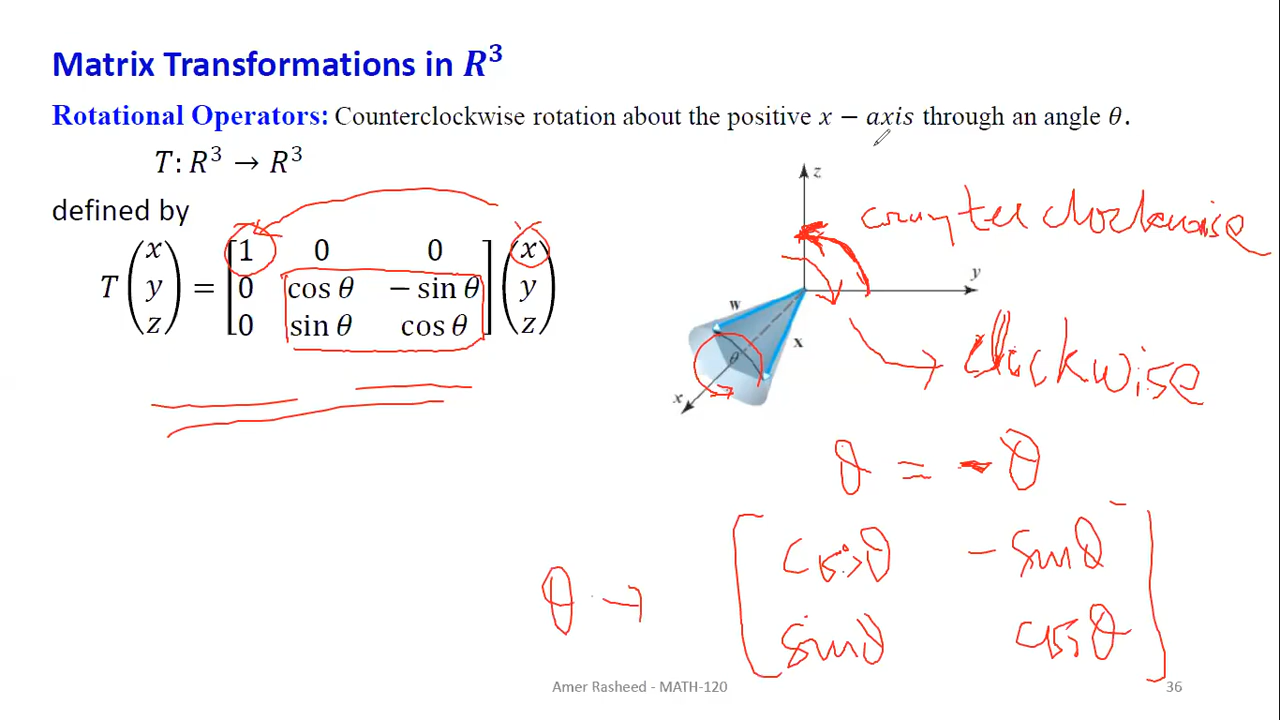 Matrix Transformations in R³
Rotational Operators: Counterclockwise rotation about the positive x − axis through an angle θ.
T: R³ → R³
defined by
T (x y z) = [1 0 0
0 cos θ − sin θ
0 sin θ cos θ] (x y z)
z
y
w
x
θ
x
counter clockwise
clockwise
θ = -θ
θ → [cosθ -sinθ
sinθ cosθ]
Amer Rasheed - MATH-120
36